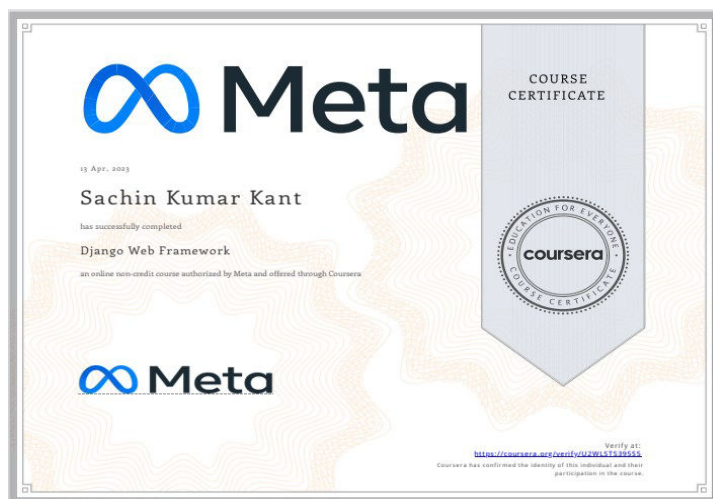 Meta
COURSE
CERTIFICATE
13 Apr, 2023
Sachin Kumar Kant
has successfully completed
Django Web Framework
an online non-credit course authorized by Meta and offered through Coursera
EDUCATION FOR EVERYONE
coursera
COURSE CERTIFICATE
Meta
Verify at:
https://coursera.org/verify/U2WLSTS39SSS
Coursera has confirmed the identity of this individual and their
participation in the course.